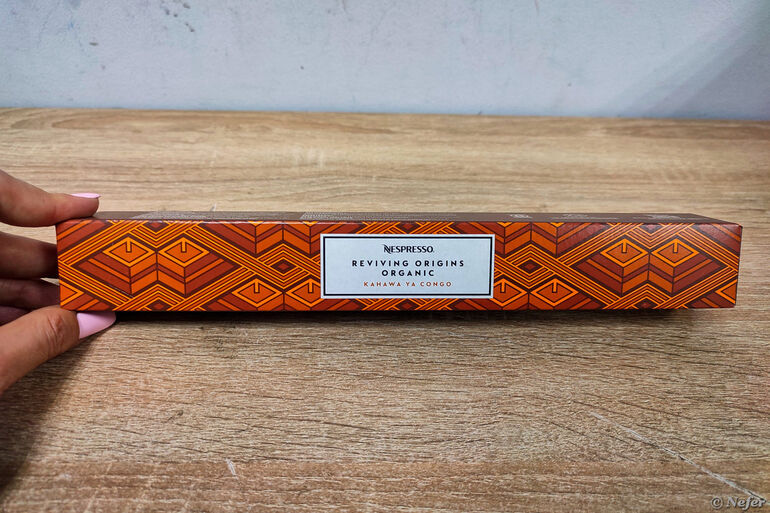 NESPRESSO.
REVIVING ORIGINS
ORGANIC
KAHAWA YA CONGO
© Nefer